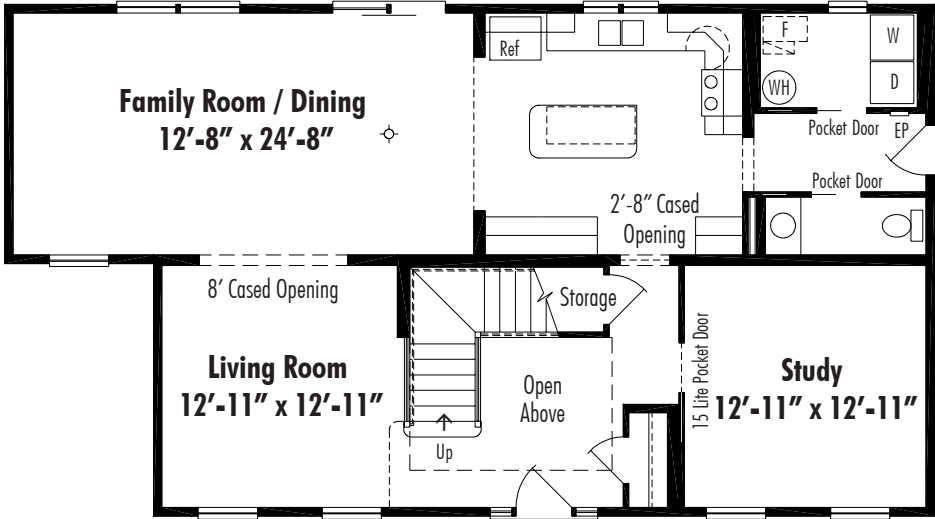 Ref
F
W
WH
D
Family Room / Dining
12'-8" x 24'-8"
Pocket Door
EP
Pocket Door
2'-8" Cased
Opening
8' Cased Opening
Storage
Living Room
12'-11" x 12'-11"
Open
Above
Up
15 Lite Pocket Door
Study
12'-11" x 12'-11"